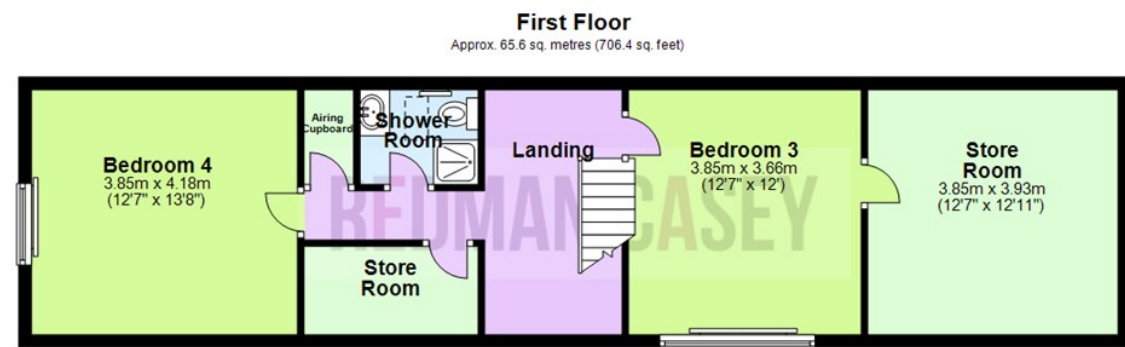 First Floor
Approx. 65.6 sq. metres (706.4 sq. feet)
Bedroom 4
3.85m x 4.18m
(12'7" x 13'8")
Airing
Cupboard
Shower
Room
Store
Room
Landing
Bedroom 3
3.85m x 3.66m
(12'7" x 12')
Store
Room
3.85m x 3.93m
(12'7" x 12'11")
REDMAN CASEY